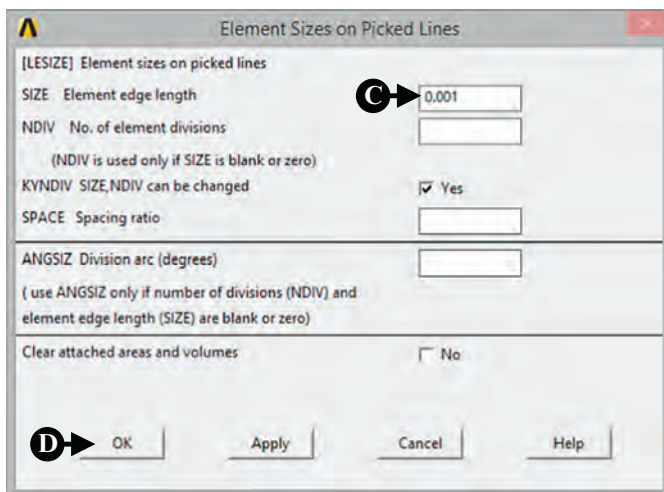 Element Sizes on Picked Lines
[LESIZE] Element sizes on picked lines
SIZE Element edge length
C
0.001
NDIV No. of element divisions
(NDIV is used only if SIZE is blank or zero)
KYNDIV SIZE,NDIV can be changed
Yes
SPACE Spacing ratio
ANGSIZ Division arc (degrees)
( use ANGSIZ only if number of divisions (NDIV) and
element edge length (SIZE) are blank or zero)
Clear attached areas and volumes
No
D
OK
Apply
Cancel
Help